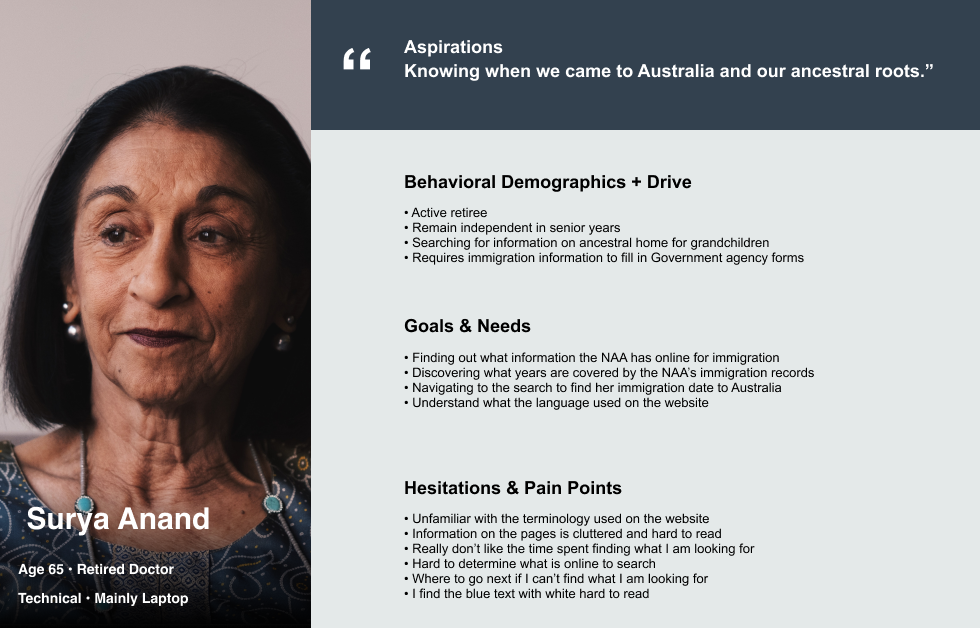 “
Aspirations
Knowing when we came to Australia and our ancestral roots.”
Behavioral Demographics + Drive
• Active retiree
• Remain independent in senior years
• Searching for information on ancestral home for grandchildren
• Requires immigration information to fill in Government agency forms
Goals & Needs
• Finding out what information the NAA has online for immigration
• Discovering what years are covered by the NAA’s immigration records
• Navigating to the search to find her immigration date to Australia
• Understand what the language used on the website
Hesitations & Pain Points
• Unfamiliar with the terminology used on the website
• Information on the pages is cluttered and hard to read
• Really don’t like the time spent finding what I am looking for
• Hard to determine what is online to search
• Where to go next if I can’t find what I am looking for
• I find the blue text with white hard to read
Surya Anand
Age 65 • Retired Doctor
Technical • Mainly Laptop